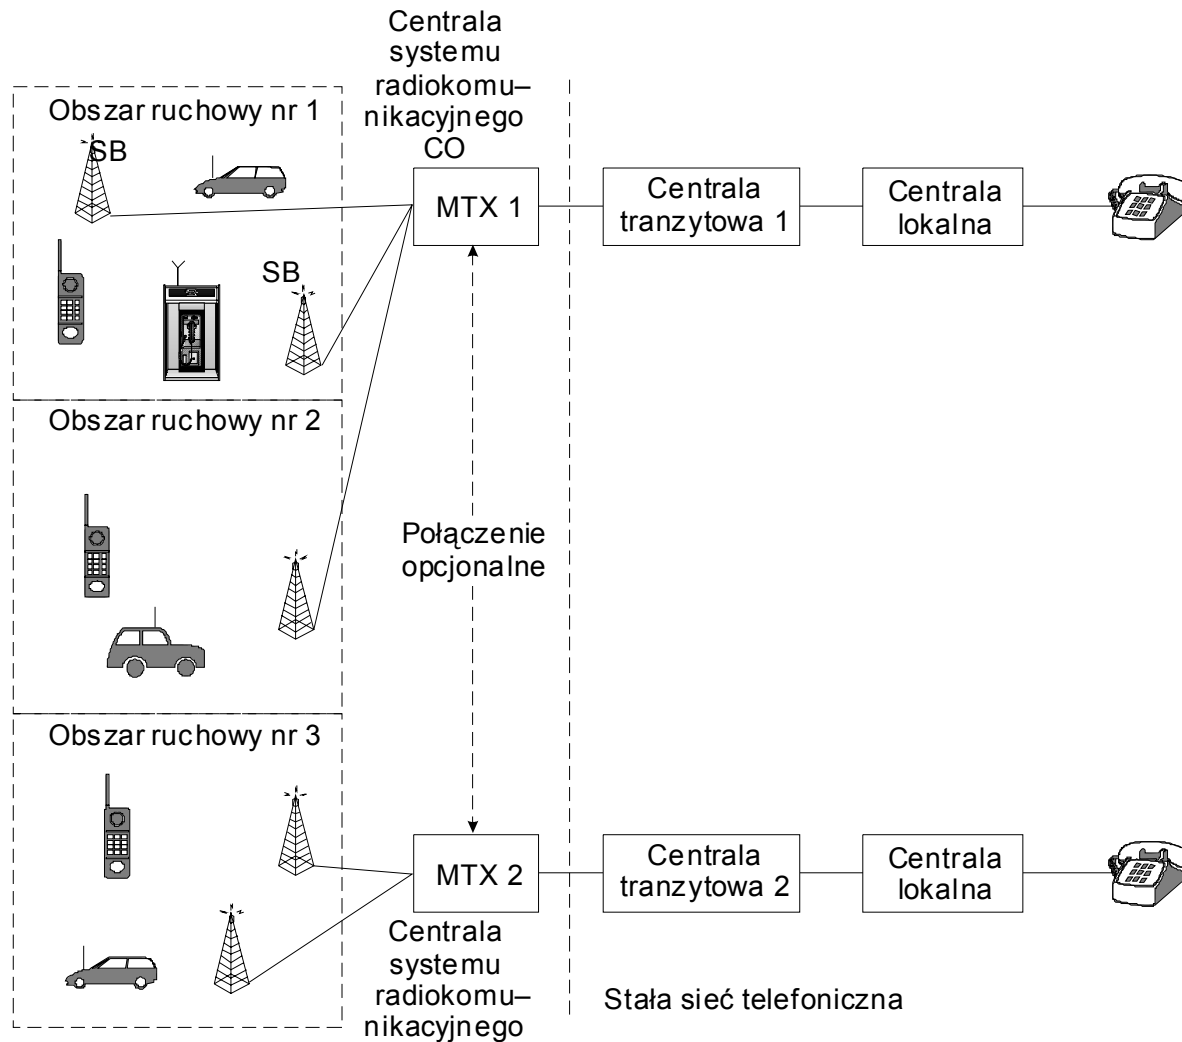 Centrala
systemu
radiokomu–
nikacyjnego
CO
Obszar ruchowy nr 1
SB
SB
MTX 1
Centrala
tranzytowa 1
Centrala
lokalna
Obszar ruchowy nr 2
Połączenie
opcjonalne
Obszar ruchowy nr 3
MTX 2
Centrala
tranzytowa 2
Centrala
lokalna
Centrala
systemu
radiokomu–
nikacyjnego
Stała sieć telefoniczna